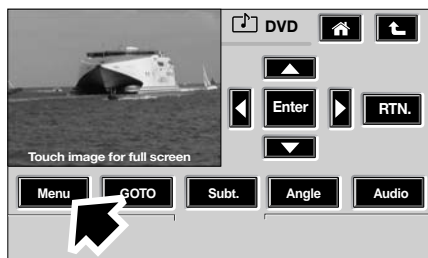 DVD
Enter
RTN.
Touch image for full screen
Menu GOTO Subt. Angle Audio